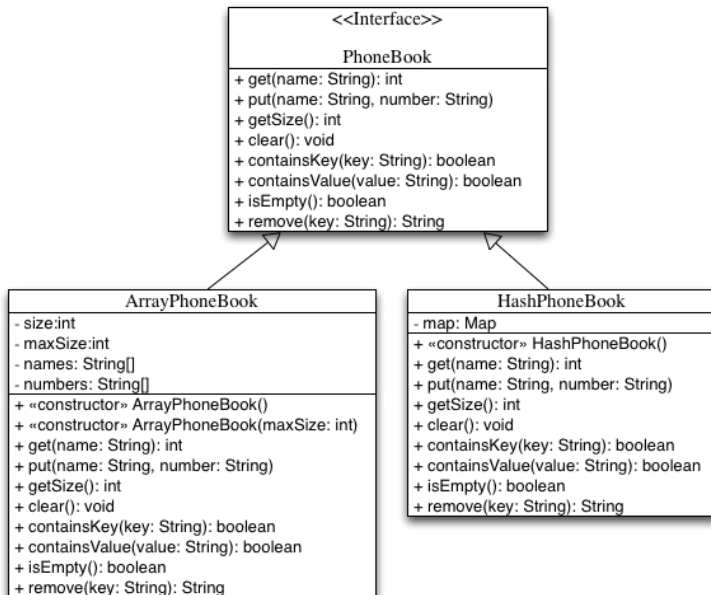 <<Interface>>
PhoneBook
+ get(name: String): int
+ put(name: String, number: String)
+ getSize(): int
+ clear(): void
+ containsKey(key: String): boolean
+ containsValue(value: String): boolean
+ isEmpty(): boolean
+ remove(key: String): String
ArrayPhoneBook
- size:int
- maxSize:int
- names: String[]
- numbers: String[]
+ «constructor» ArrayPhoneBook()
+ «constructor» ArrayPhoneBook(maxSize: int)
+ get(name: String): int
+ put(name: String, number: String)
+ getSize(): int
+ clear(): void
+ containsKey(key: String): boolean
+ containsValue(value: String): boolean
+ isEmpty(): boolean
+ remove(key: String): String
HashPhoneBook
- map: Map
+ «constructor» HashPhoneBook()
+ get(name: String): int
+ put(name: String, number: String)
+ getSize(): int
+ clear(): void
+ containsKey(key: String): boolean
+ containsValue(value: String): boolean
+ isEmpty(): boolean
+ remove(key: String): String